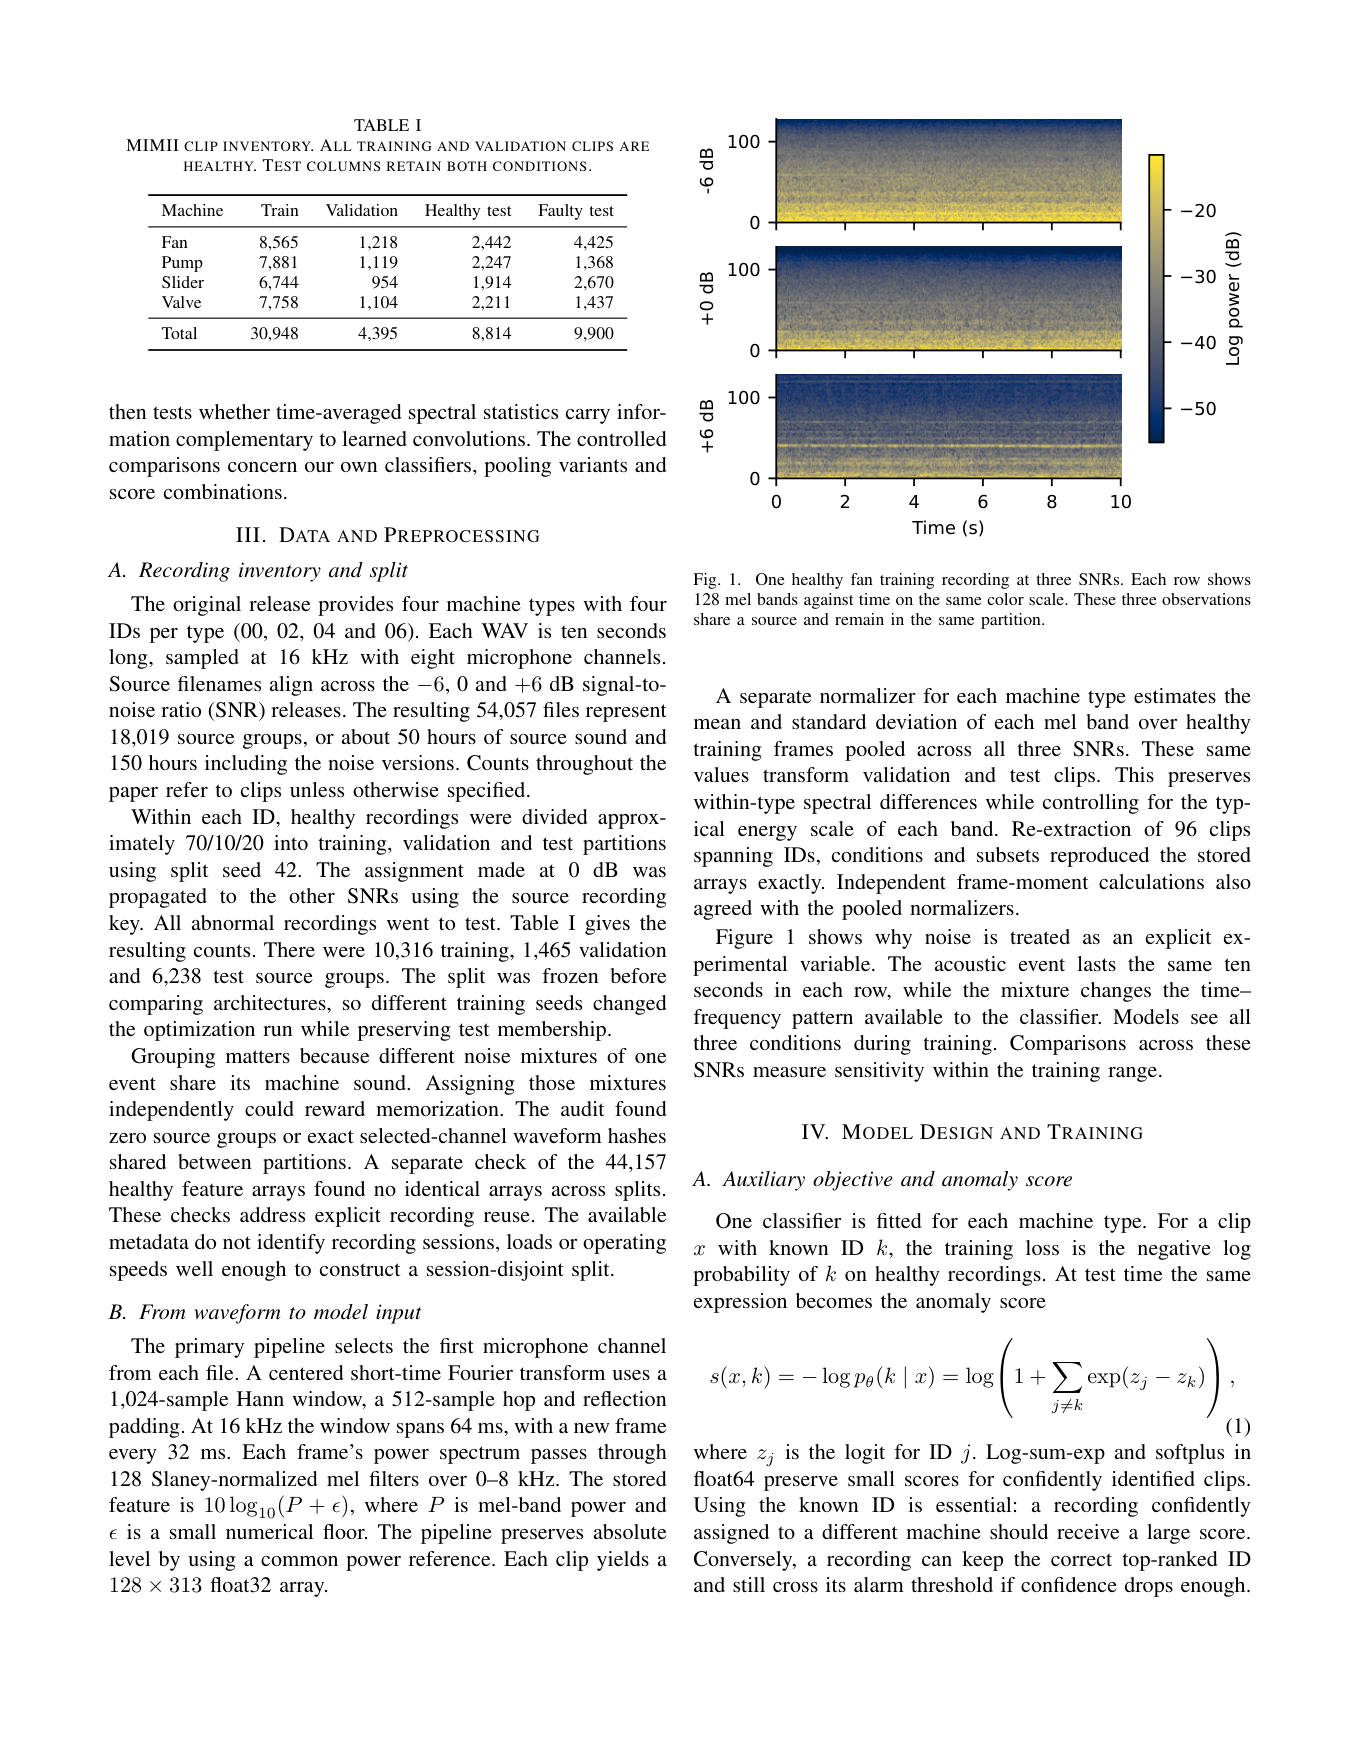 TABLE I
MIMII CLIP INVENTORY. ALL TRAINING AND VALIDATION CLIPS ARE
HEALTHY. TEST COLUMNS RETAIN BOTH CONDITIONS.
Machine Train Validation Healthy test Faulty test
Fan 8,565 1,218 2,442 4,425
Pump 7,881 1,119 2,247 1,368
Slider 6,744 954 1,914 2,670
Valve 7,758 1,104 2,211 1,437
Total 30,948 4,395 8,814 9,900
then tests whether time-averaged spectral statistics carry infor-
mation complementary to learned convolutions. The controlled
comparisons concern our own classifiers, pooling variants and
score combinations.
III. DATA AND PREPROCESSING
A. Recording inventory and split
The original release provides four machine types with four
IDs per type (00, 02, 04 and 06). Each WAV is ten seconds
long, sampled at 16 kHz with eight microphone channels.
Source filenames align across the −6, 0 and +6 dB signal-to-
noise ratio (SNR) releases. The resulting 54,057 files represent
18,019 source groups, or about 50 hours of source sound and
150 hours including the noise versions. Counts throughout the
paper refer to clips unless otherwise specified.
Within each ID, healthy recordings were divided approx-
imately 70/10/20 into training, validation and test partitions
using split seed 42. The assignment made at 0 dB was
propagated to the other SNRs using the source recording
key. All abnormal recordings went to test. Table I gives the
resulting counts. There were 10,316 training, 1,465 validation
and 6,238 test source groups. The split was frozen before
comparing architectures, so different training seeds changed
the optimization run while preserving test membership.
Grouping matters because different noise mixtures of one
event share its machine sound. Assigning those mixtures
independently could reward memorization. The audit found
zero source groups or exact selected-channel waveform hashes
shared between partitions. A separate check of the 44,157
healthy feature arrays found no identical arrays across splits.
These checks address explicit recording reuse. The available
metadata do not identify recording sessions, loads or operating
speeds well enough to construct a session-disjoint split.
B. From waveform to model input
The primary pipeline selects the first microphone channel
from each file. A centered short-time Fourier transform uses a
1,024-sample Hann window, a 512-sample hop and reflection
padding. At 16 kHz the window spans 64 ms, with a new frame
every 32 ms. Each frame's power spectrum passes through
128 Slaney-normalized mel filters over 0–8 kHz. The stored
feature is 10 log₁₀(P + ϵ), where P is mel-band power and
ϵ is a small numerical floor. The pipeline preserves absolute
level by using a common power reference. Each clip yields a
128 × 313 float32 array.
-6 dB
100
0
+0 dB
100
0
+6 dB
100
0
0 2 4 6 8 10
Time (s)
−20
−30
−40
−50
Log power (dB)
Fig. 1. One healthy fan training recording at three SNRs. Each row shows
128 mel bands against time on the same color scale. These three observations
share a source and remain in the same partition.
A separate normalizer for each machine type estimates the
mean and standard deviation of each mel band over healthy
training frames pooled across all three SNRs. These same
values transform validation and test clips. This preserves
within-type spectral differences while controlling for the typ-
ical energy scale of each band. Re-extraction of 96 clips
spanning IDs, conditions and subsets reproduced the stored
arrays exactly. Independent frame-moment calculations also
agreed with the pooled normalizers.
Figure 1 shows why noise is treated as an explicit ex-
perimental variable. The acoustic event lasts the same ten
seconds in each row, while the mixture changes the time–
frequency pattern available to the classifier. Models see all
three conditions during training. Comparisons across these
SNRs measure sensitivity within the training range.
IV. MODEL DESIGN AND TRAINING
A. Auxiliary objective and anomaly score
One classifier is fitted for each machine type. For a clip
x with known ID k, the training loss is the negative log
probability of k on healthy recordings. At test time the same
expression becomes the anomaly score
s(x, k) = − log pθ(k | x) = log(1 + ∑j≠k exp(zj − zk)),
(1)
where zj is the logit for ID j. Log-sum-exp and softplus in
float64 preserve small scores for confidently identified clips.
Using the known ID is essential: a recording confidently
assigned to a different machine should receive a large score.
Conversely, a recording can keep the correct top-ranked ID
and still cross its alarm threshold if confidence drops enough.